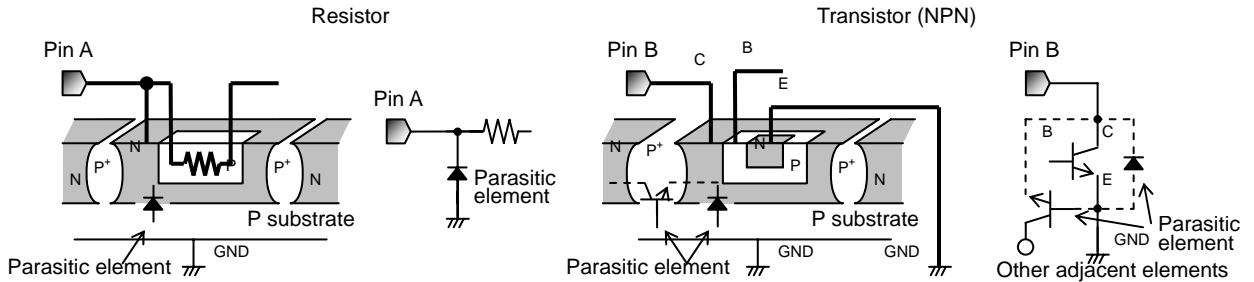 Resistor
Transistor (NPN)
Pin A
Pin B
C
B
E
Pin B
Pin A
N
P+
N
P
P+
N
Parasitic
element
P substrate
GND
Parasitic element
N
P+
N
P
P+
N
P substrate
GND
GND
Parasitic element
B
C
E
GND
Parasitic
element
Other adjacent elements